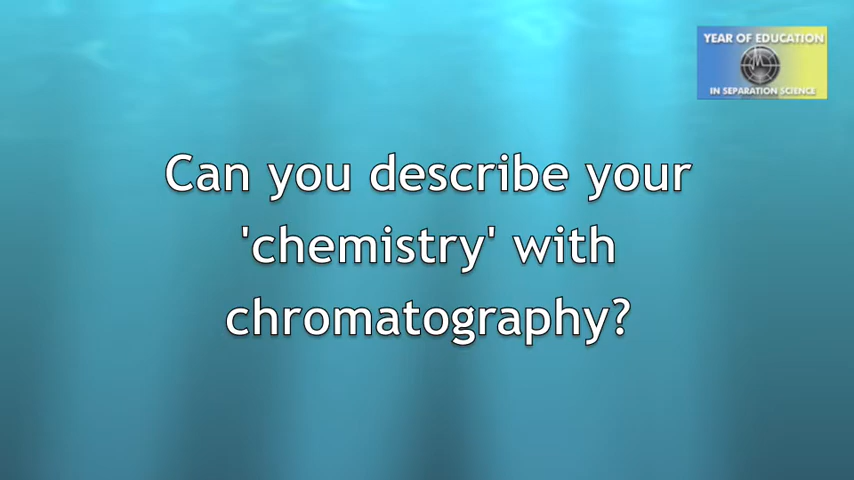 YEAR OF EDUCATION
IN SEPARATION SCIENCE
Can you describe your
'chemistry' with
chromatography?